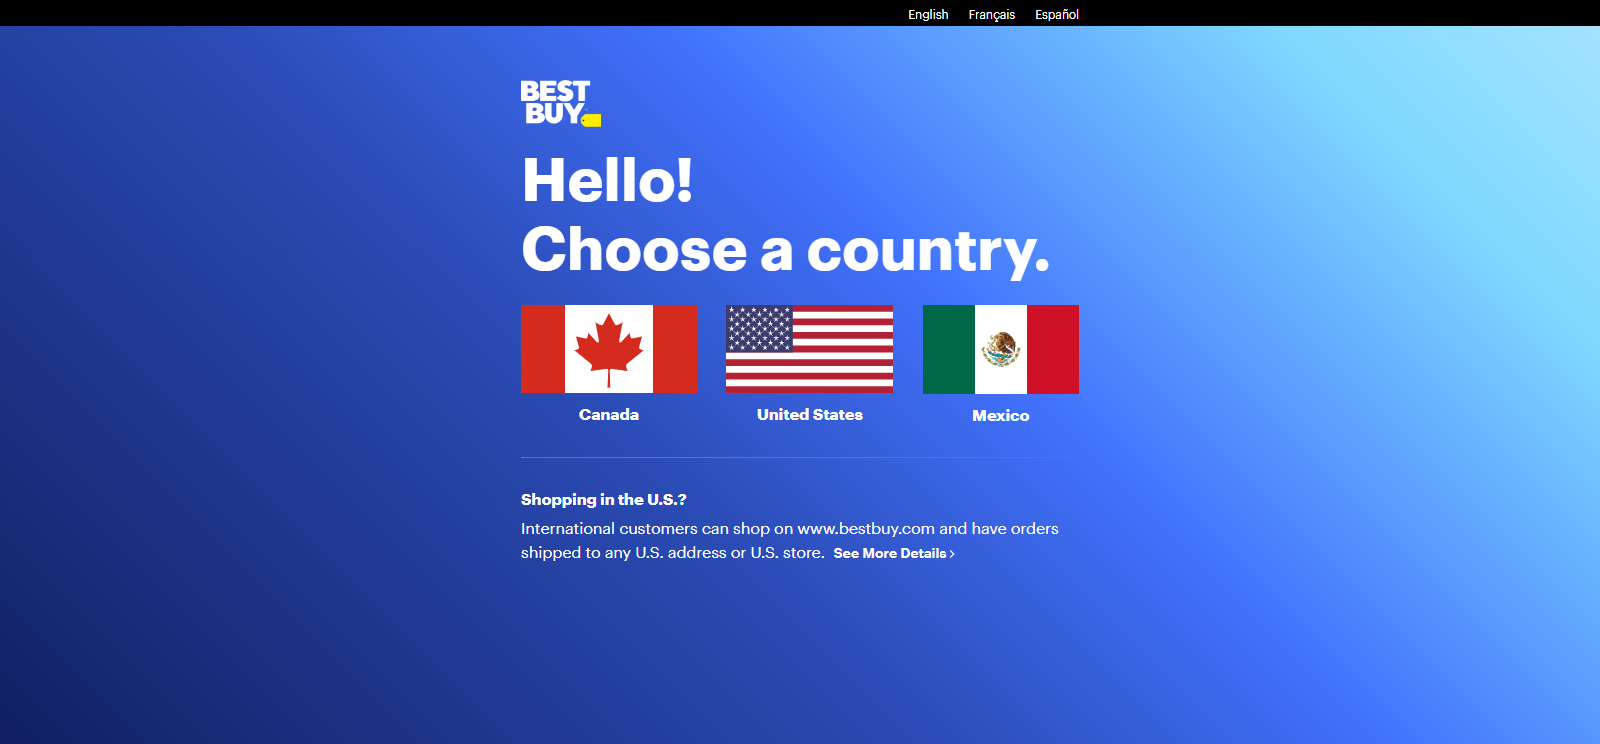 English Français Español
BEST
BUY
Hello!
Choose a country.
Canada United States Mexico
Shopping in the U.S.?
International customers can shop on www.bestbuy.com and have orders
shipped to any U.S. address or U.S. store. See More Details ›